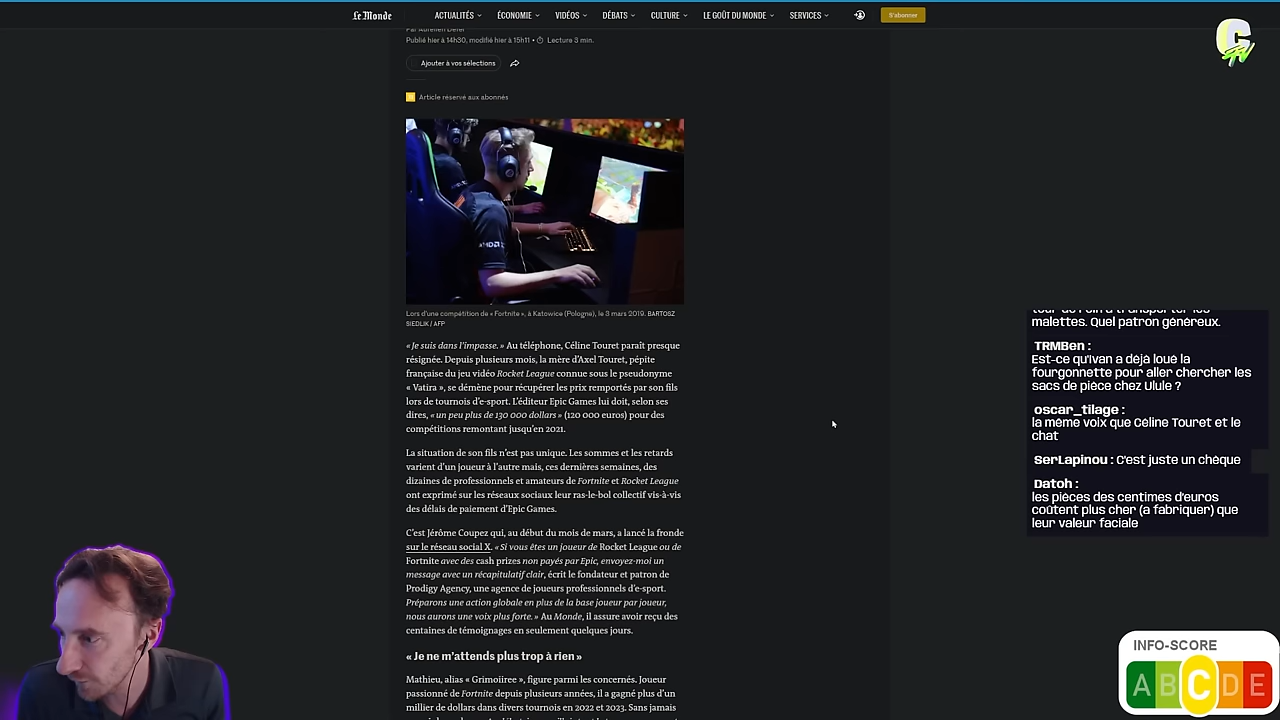 Le Monde
ACTUALITÉS ÉCONOMIE VIDÉOS DÉBATS CULTURE LE GOÛT DU MONDE SERVICES S'abonner
Publié hier à 14h30, modifié hier à 15h11 • Lecture 3 min.
Ajouter à vos sélections
Article réservé aux abonnés
AMD
Lors d'une compétition de « Fortnite », à Katowice (Pologne), le 3 mars 2019. BARTOSZ
SIEDLIK / AFP
« Je suis dans l'impasse. » Au téléphone, Céline Touret paraît presque
résignée. Depuis plusieurs mois, la mère d'Axel Touret, pépite
française du jeu vidéo Rocket League connue sous le pseudonyme
« Vatira », se démène pour récupérer les prix remportés par son fils
lors de tournois d'e-sport. L'éditeur Epic Games lui doit, selon ses
dires, « un peu plus de 130 000 dollars » (120 000 euros) pour des
compétitions remontant jusqu'en 2021.
La situation de son fils n'est pas unique. Les sommes et les retards
varient d'un joueur à l'autre mais, ces dernières semaines, des
dizaines de professionnels et amateurs de Fortnite et Rocket League
ont exprimé sur les réseaux sociaux leur ras-le-bol collectif vis-à-vis
des délais de paiement d'Epic Games.
C'est Jérôme Coupez qui, au début du mois de mars, a lancé la fronde
sur le réseau social X. « Si vous êtes un joueur de Rocket League ou de
Fortnite avec des cash prizes non payés par Epic, envoyez-moi un
message avec un récapitulatif clair, écrit le fondateur et patron de
Prodigy Agency, une agence de joueurs professionnels d'e-sport.
Préparons une action globale en plus de la base joueur par joueur,
nous aurons une voix plus forte. » Au Monde, il assure avoir reçu des
centaines de témoignages en seulement quelques jours.
« Je ne m'attends plus trop à rien »
Mathieu, alias « Grimoiiree », figure parmi les concernés. Joueur
passionné de Fortnite depuis plusieurs années, il a gagné plus d'un
millier de dollars dans divers tournois en 2022 et 2023. Sans jamais
malettes. Quel patron généreux.
TRMBen :
Est-ce qu'Ivan a déjà loué la
fourgonnette pour aller chercher les
sacs de pièce chez Ulule ?
oscar_tilage :
la même voix que Céline Touret et le
chat
SerLapinou : C'est juste un chèque
Datoh :
les pièces des centimes d'euros
coûtent plus cher (a fabriquer) que
leur valeur faciale
INFO-SCORE
A B C D E